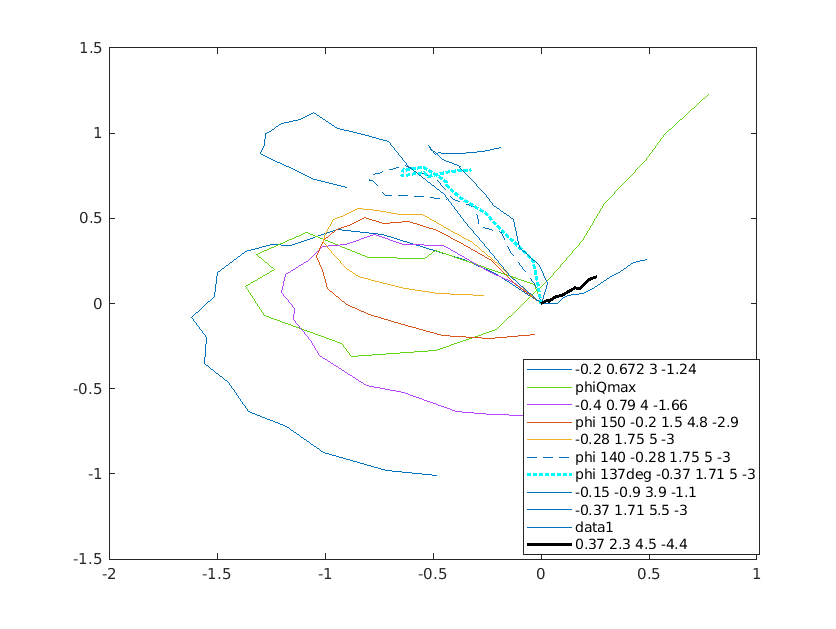 1.5
1
0.5
0
-0.5
-1
-1.5
-2
-1.5
-1
-0.5
0
0.5
1
-0.2 0.672 3 -1.24
phiQmax
-0.4 0.79 4 -1.66
phi 150 -0.2 1.5 4.8 -2.9
-0.28 1.75 5 -3
phi 140 -0.28 1.75 5 -3
phi 137deg -0.37 1.71 5 -3
-0.15 -0.9 3.9 -1.1
-0.37 1.71 5.5 -3
data1
0.37 2.3 4.5 -4.4